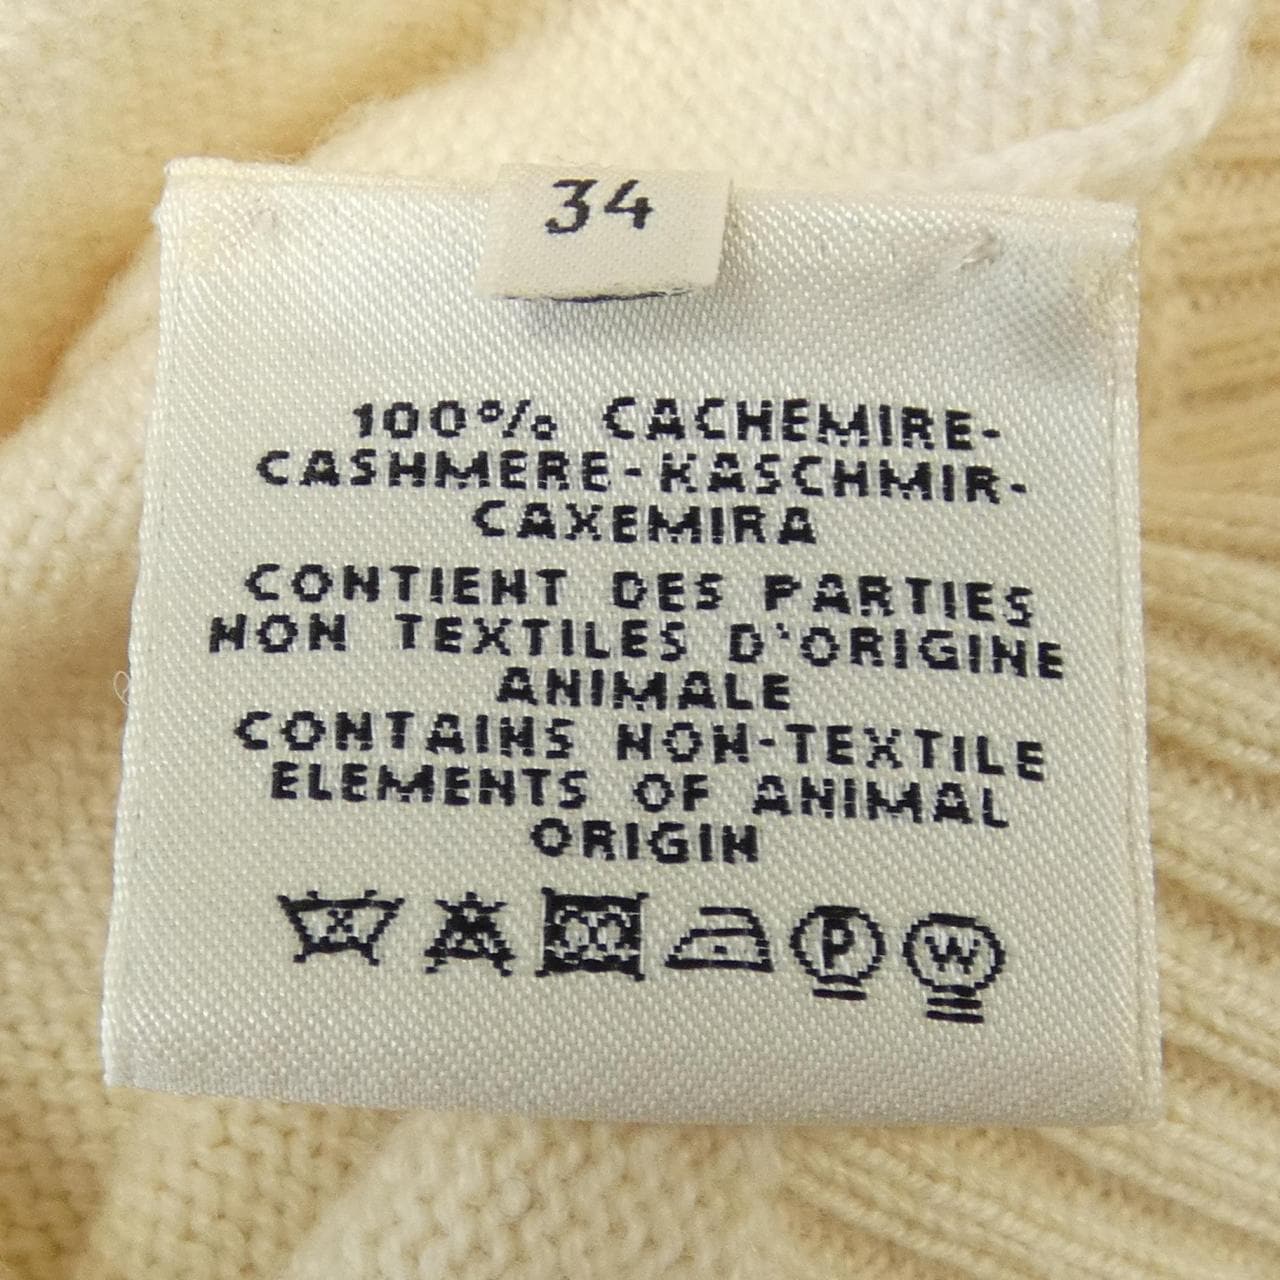 34
100% CACHEMIRE-
CASHMERE-KASCHMIR-
CAXEMIRA
CONTIENT DES PARTIES
NON TEXTILES D'ORIGINE
ANIMALE
CONTAINS NON-TEXTILE
ELEMENTS OF ANIMAL
ORIGIN
P W